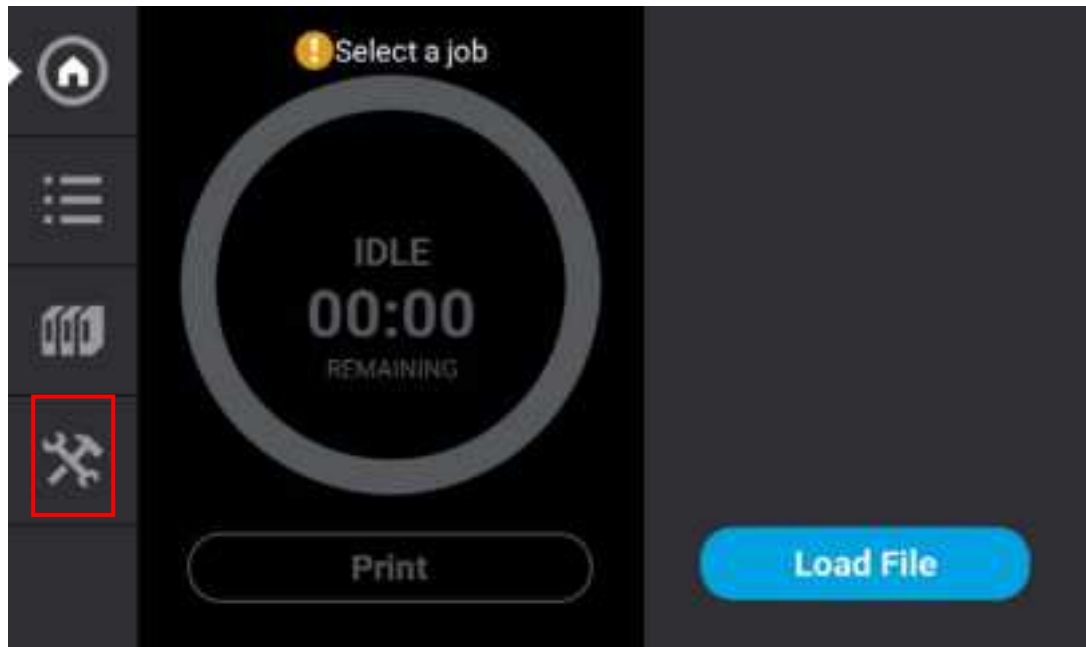 Select a job
IDLE
00:00
REMAINING
Print
Load File